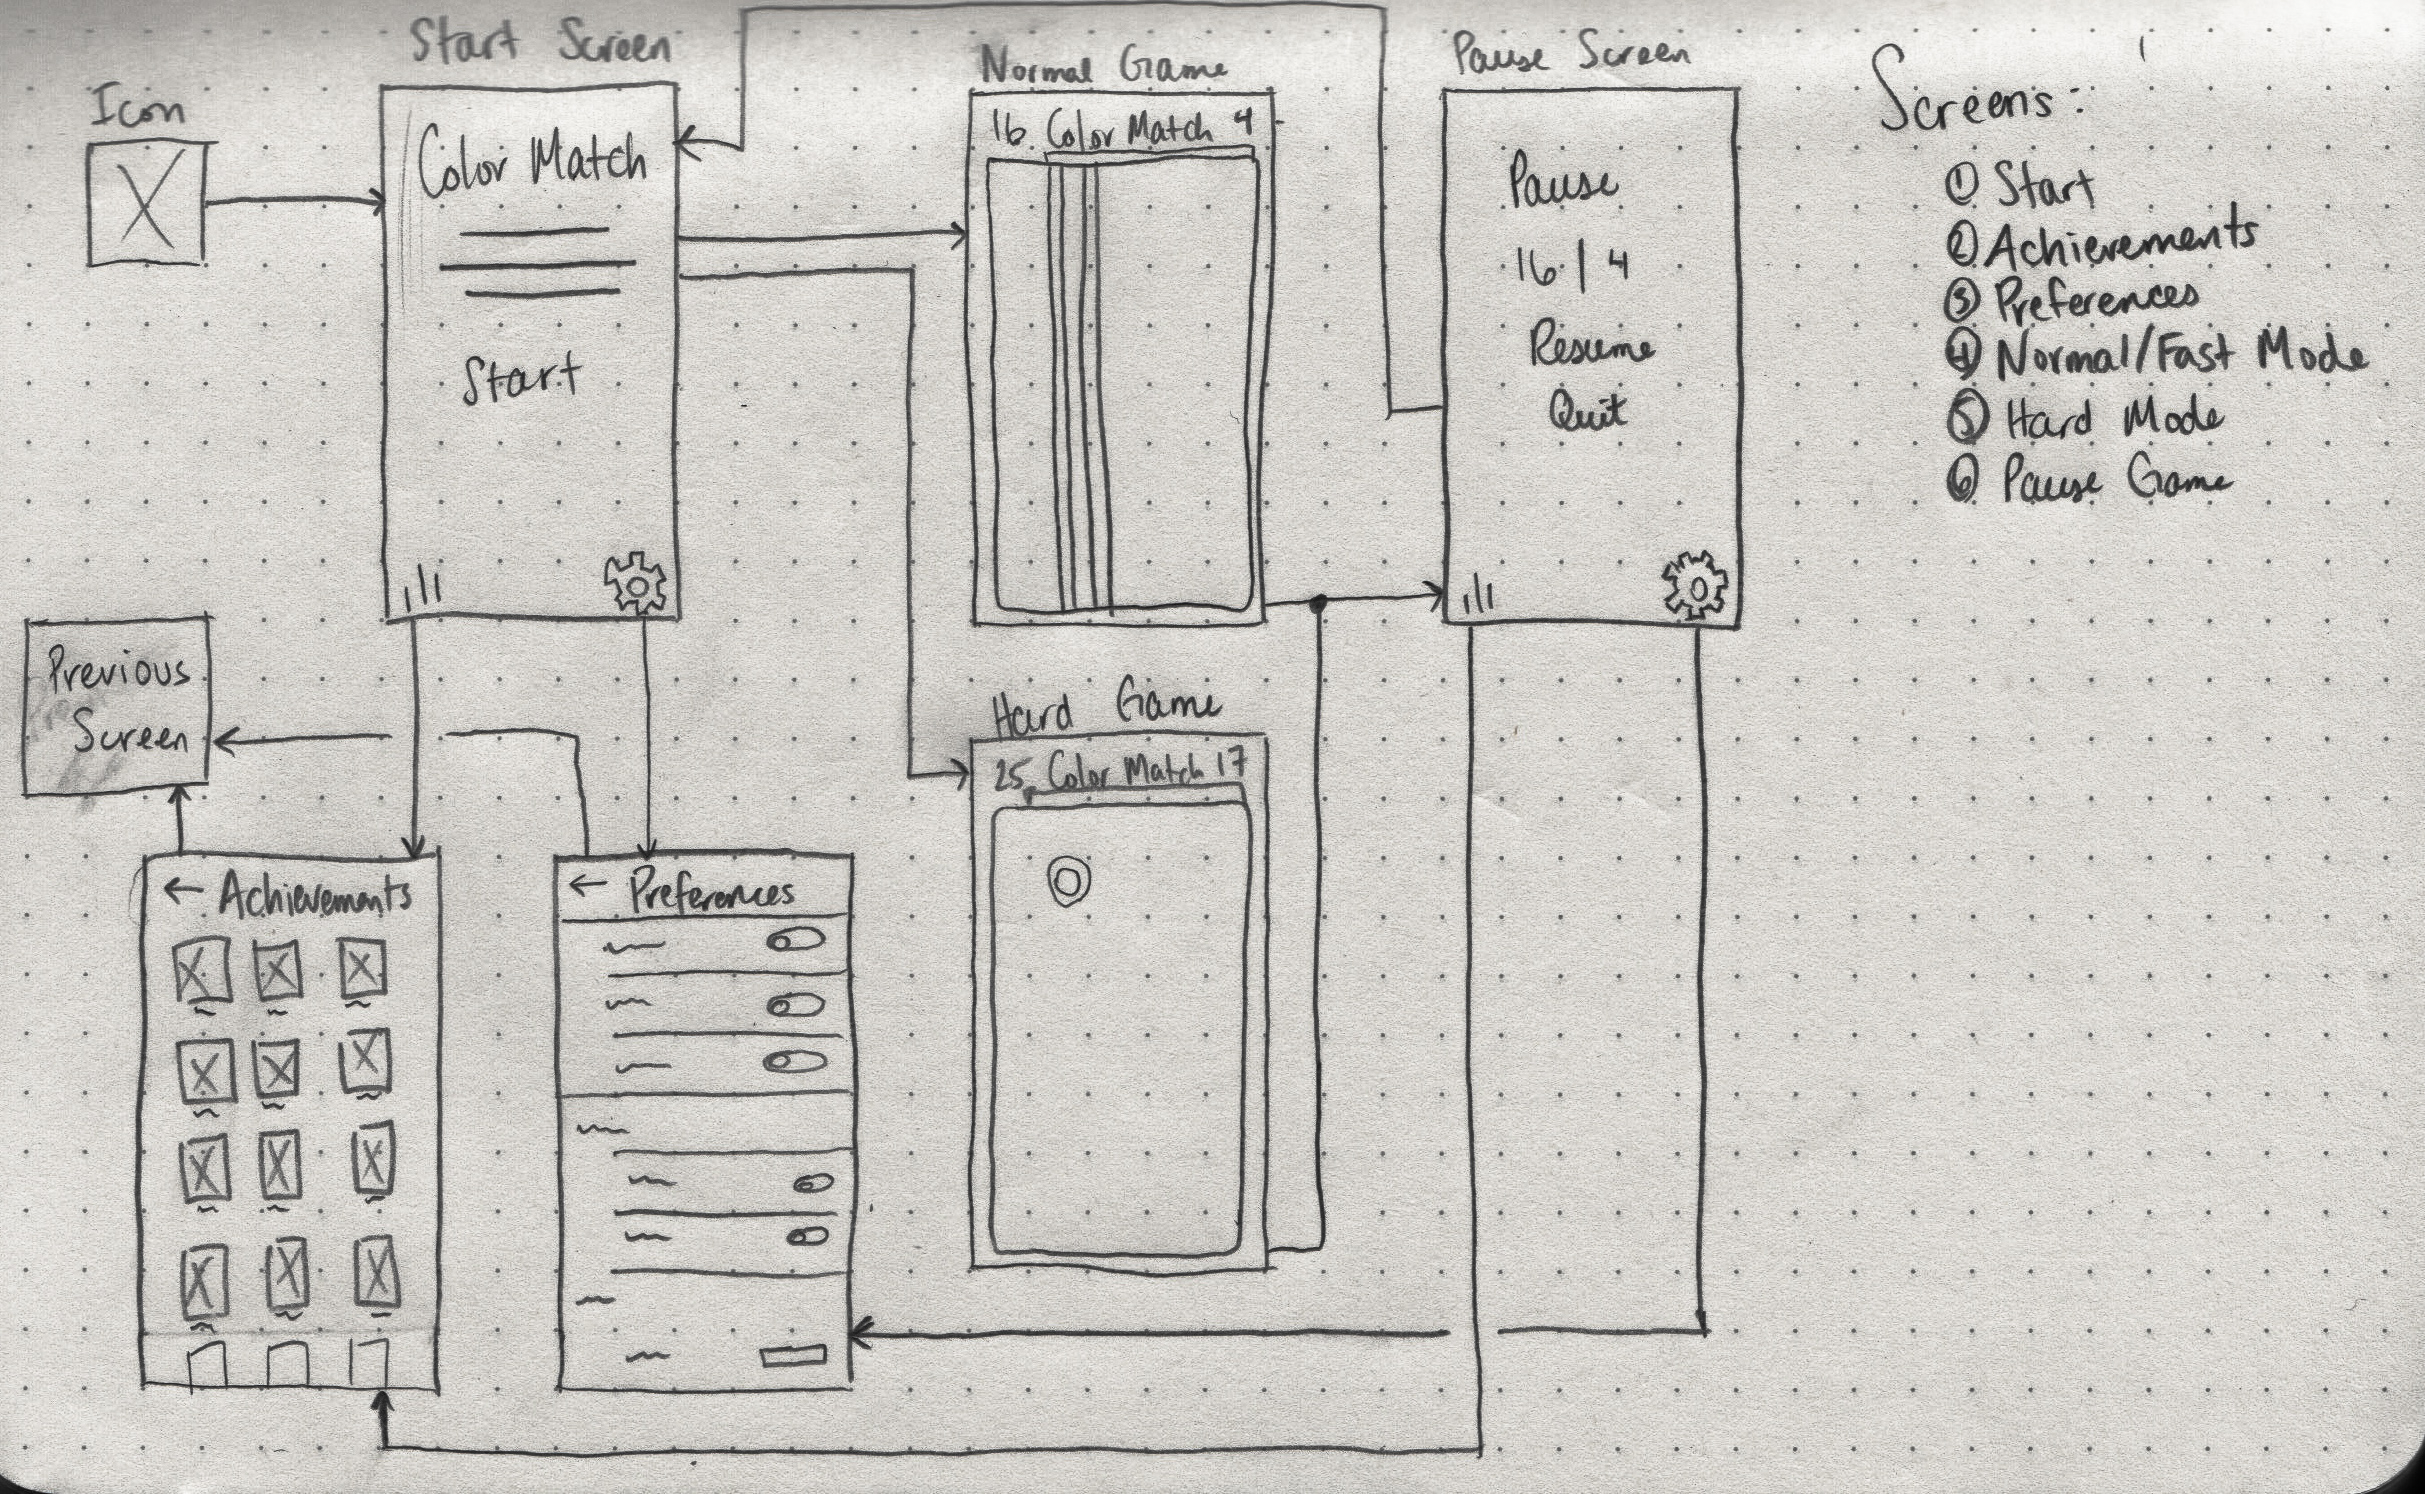 Icon
Start Screen
Color Match
Start
Normal Game
16 Color Match 4
Pause Screen
Pause
16 | 4
Resume
Quit
Screens:
① Start
② Achievements
③ Preferences
④ Normal/Fast Mode
⑤ Hard Mode
⑥ Pause Game
Previous
Screen
Hard Game
25 Color Match 17
← Achievements
← Preferences